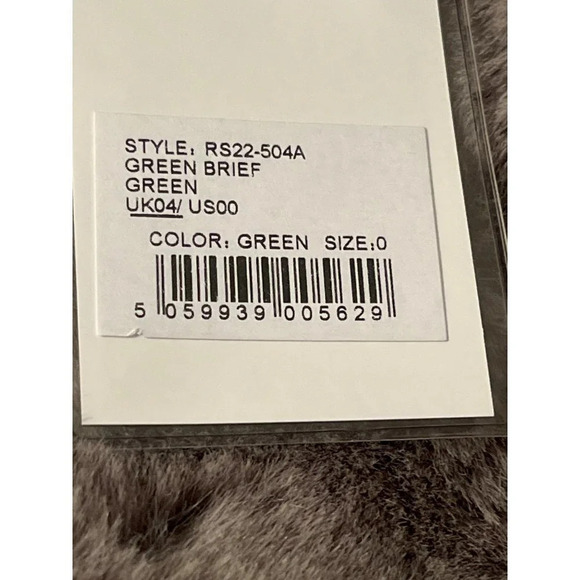 STYLE: RS22-504A
GREEN BRIEF
GREEN
UK04/ US00
COLOR: GREEN SIZE:0
5 059939 005629